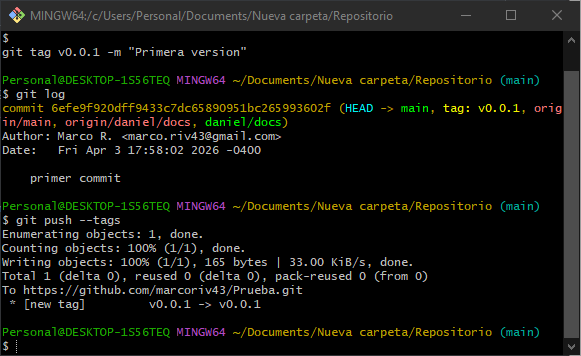 MINGW64:/c/Users/Personal/Documents/Nueva carpeta/Repositorio
$
git tag v0.0.1 -m "Primera version"
Personal@DESKTOP-1S56TEQ MINGW64 ~/Documents/Nueva carpeta/Repositorio (main)
$ git log
commit 6efe9f920dff9433c7dc65890951bc265993602f (HEAD -> main, tag: v0.0.1, orig
in/main, origin/daniel/docs, daniel/docs)
Author: Marco R. <marco.riv43@gmail.com>
Date:   Fri Apr 3 17:58:02 2026 -0400
    primer commit
Personal@DESKTOP-1S56TEQ MINGW64 ~/Documents/Nueva carpeta/Repositorio (main)
$ git push --tags
Enumerating objects: 1, done.
Counting objects: 100% (1/1), done.
Writing objects: 100% (1/1), 165 bytes | 33.00 KiB/s, done.
Total 1 (delta 0), reused 0 (delta 0), pack-reused 0 (from 0)
To https://github.com/marcoriv43/Prueba.git
 * [new tag]         v0.0.1 -> v0.0.1
Personal@DESKTOP-1S56TEQ MINGW64 ~/Documents/Nueva carpeta/Repositorio (main)
$